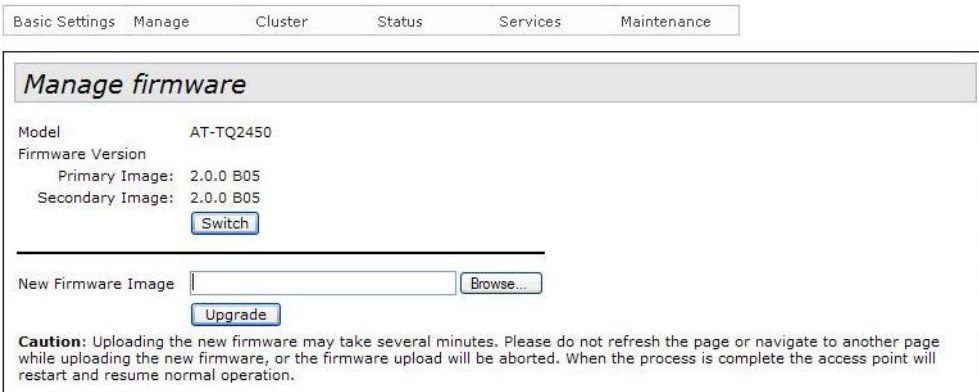 Basic Settings Manage Cluster Status Services Maintenance
Manage firmware
Model AT-TQ2450
Firmware Version
Primary Image: 2.0.0 B05
Secondary Image: 2.0.0 B05
Switch
New Firmware Image Browse...
Upgrade
Caution: Uploading the new firmware may take several minutes. Please do not refresh the page or navigate to another page
while uploading the new firmware, or the firmware upload will be aborted. When the process is complete the access point will
restart and resume normal operation.